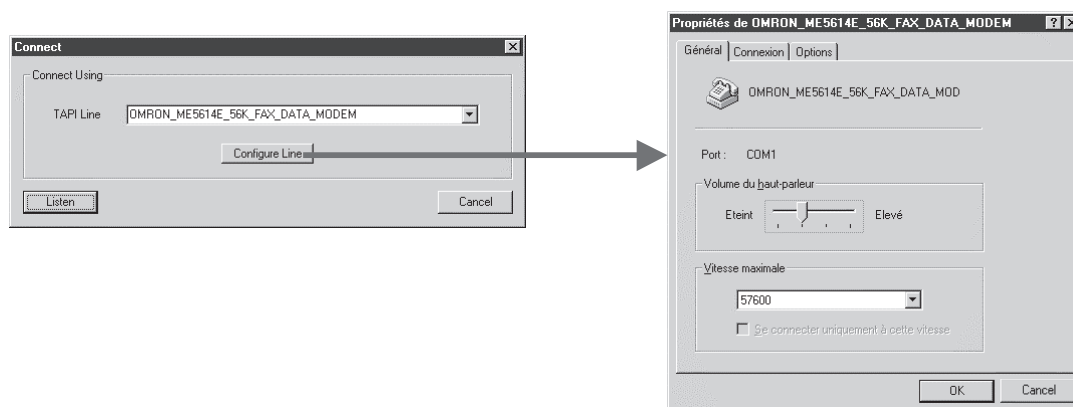 Connect
Connect Using
TAPI Line OMRON_ME5614E_56K_FAX_DATA_MODEM
Configure Line
Listen Cancel
Propriétés de OMRON_ME5614E_56K_FAX_DATA_MODEM
Général Connexion Options
OMRON_ME5614E_56K_FAX_DATA_MOD
Port : COM1
Volume du haut-parleur
Eteint Elevé
Vitesse maximale
57600
Se connecter uniquement à cette vitesse
OK Cancel